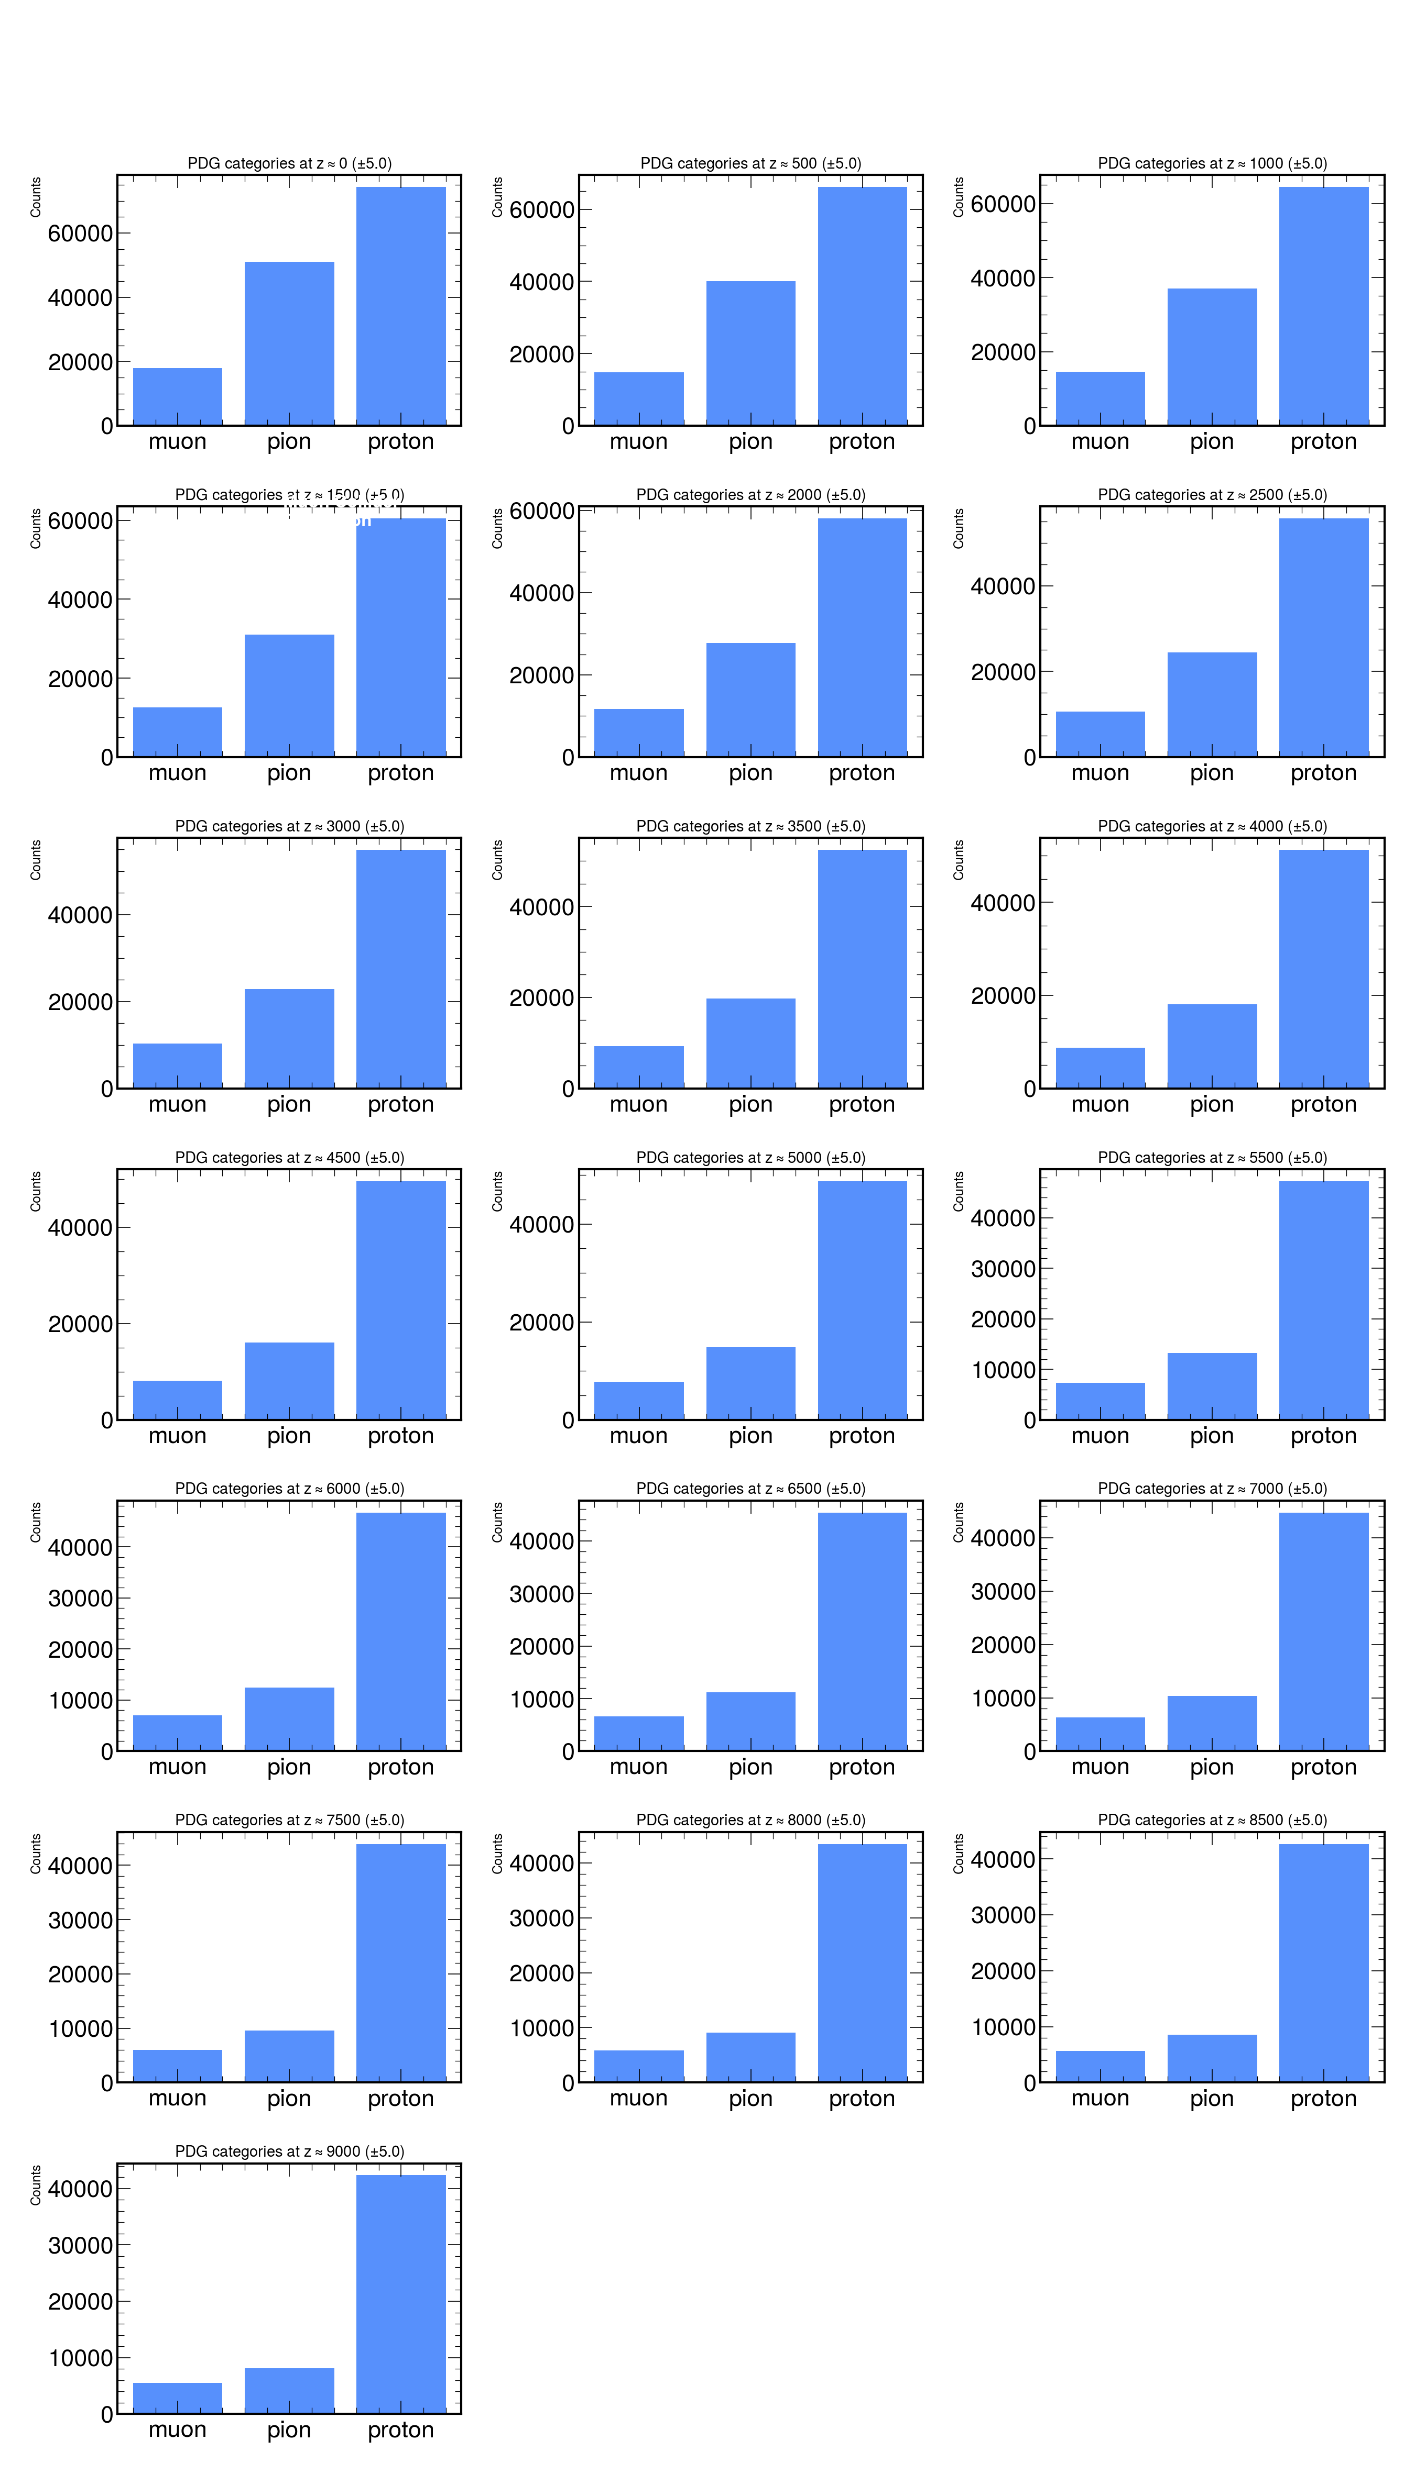 PDG categories at z ≈ 0 (±5.0)
Counts
60000
40000
20000
0
muon pion proton
PDG categories at z ≈ 500 (±5.0)
Counts
60000
40000
20000
0
muon pion proton
PDG categories at z ≈ 1000 (±5.0)
Counts
60000
40000
20000
0
muon pion proton
PDG categories at z ≈ 1500 (±5.0)
Counts
60000
40000
20000
0
muon pion proton
PDG categories at z ≈ 2000 (±5.0)
Counts
60000
40000
20000
0
muon pion proton
PDG categories at z ≈ 2500 (±5.0)
Counts
40000
20000
0
muon pion proton
PDG categories at z ≈ 3000 (±5.0)
Counts
40000
20000
0
muon pion proton
PDG categories at z ≈ 3500 (±5.0)
Counts
40000
20000
0
muon pion proton
PDG categories at z ≈ 4000 (±5.0)
Counts
40000
20000
0
muon pion proton
PDG categories at z ≈ 4500 (±5.0)
Counts
40000
20000
0
muon pion proton
PDG categories at z ≈ 5000 (±5.0)
Counts
40000
20000
0
muon pion proton
PDG categories at z ≈ 5500 (±5.0)
Counts
40000
30000
20000
10000
0
muon pion proton
PDG categories at z ≈ 6000 (±5.0)
Counts
40000
30000
20000
10000
0
muon pion proton
PDG categories at z ≈ 6500 (±5.0)
Counts
40000
30000
20000
10000
0
muon pion proton
PDG categories at z ≈ 7000 (±5.0)
Counts
40000
30000
20000
10000
0
muon pion proton
PDG categories at z ≈ 7500 (±5.0)
Counts
40000
30000
20000
10000
0
muon pion proton
PDG categories at z ≈ 8000 (±5.0)
Counts
40000
30000
20000
10000
0
muon pion proton
PDG categories at z ≈ 8500 (±5.0)
Counts
40000
30000
20000
10000
0
muon pion proton
PDG categories at z ≈ 9000 (±5.0)
Counts
40000
30000
20000
10000
0
muon pion proton